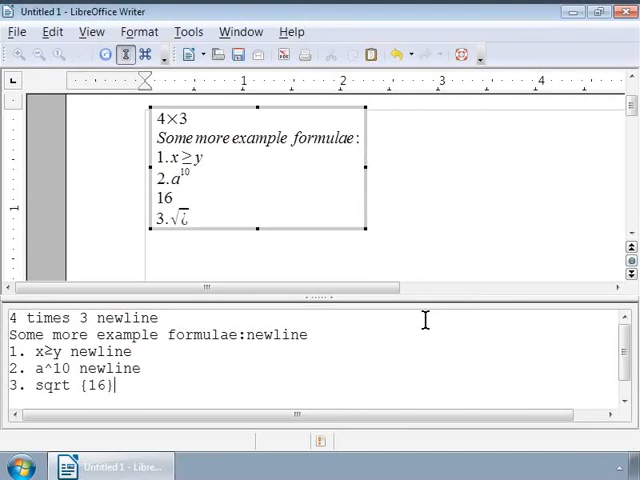 Untitled 1 - LibreOffice Writer
File Edit View Format Tools Window Help
1 2 3 4
4×3
Some more example formulae:
1. x ≥ y
2. a¹⁰
16
3. √¿
1
4 times 3 newline
Some more example formulae:newline
1. x≥y newline
2. a^10 newline
3. sqrt {16}
Untitled 1 - Libre...